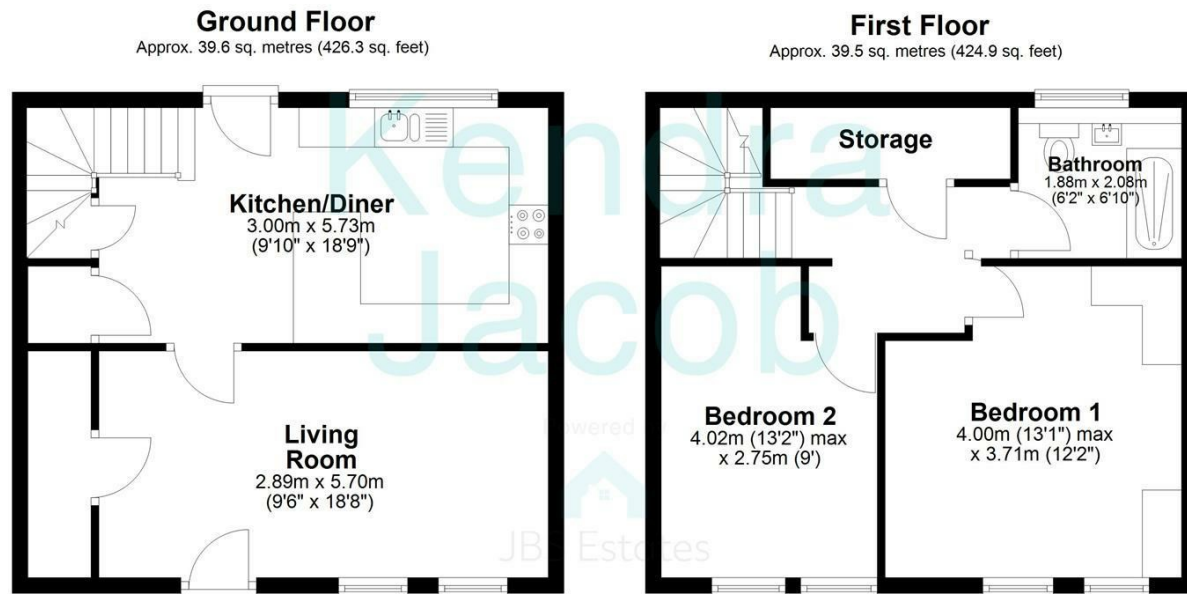 Ground Floor
Approx. 39.6 sq. metres (426.3 sq. feet)
First Floor
Approx. 39.5 sq. metres (424.9 sq. feet)
Kendra
Jacob
Powered by
JBS Estates
Kitchen/Diner
3.00m x 5.73m
(9'10" x 18'9")
Living
Room
2.89m x 5.70m
(9'6" x 18'8")
Storage
Bathroom
1.88m x 2.08m
(6'2" x 6'10")
Bedroom 2
4.02m (13'2") max
x 2.75m (9')
Bedroom 1
4.00m (13'1") max
x 3.71m (12'2")